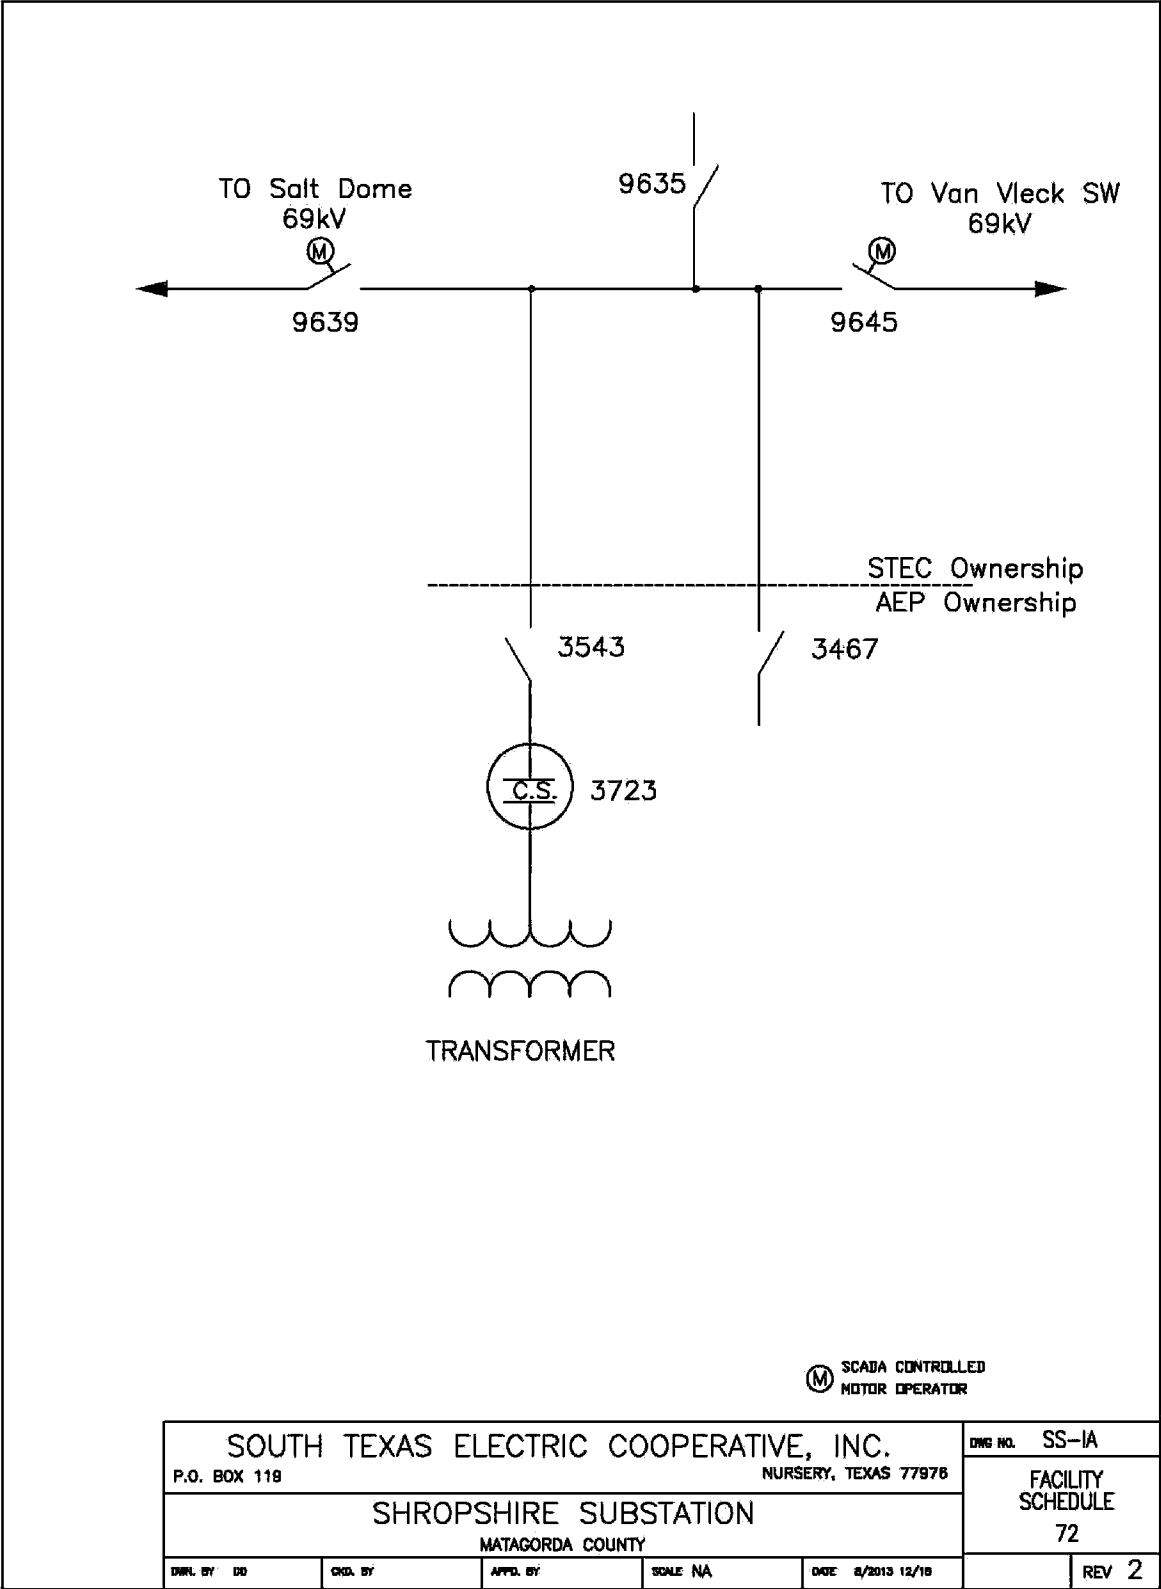 9635
TO Salt Dome
69kV
TO Van Vleck SW
69kV
M
M
9639
9645
STEC Ownership
AEP Ownership
3543
3467
C.S.
3723
TRANSFORMER
M
SCADA CONTROLLED
MOTOR OPERATOR
SOUTH TEXAS ELECTRIC COOPERATIVE, INC.
P.O. BOX 119
NURSERY, TEXAS 77976
SHROPSHIRE SUBSTATION
MATAGORDA COUNTY
DWG NO. SS-IA
FACILITY
SCHEDULE
72
DWN. BY DD
CKD. BY
APPD. BY
SCALE NA
DATE 12/18
REV 2